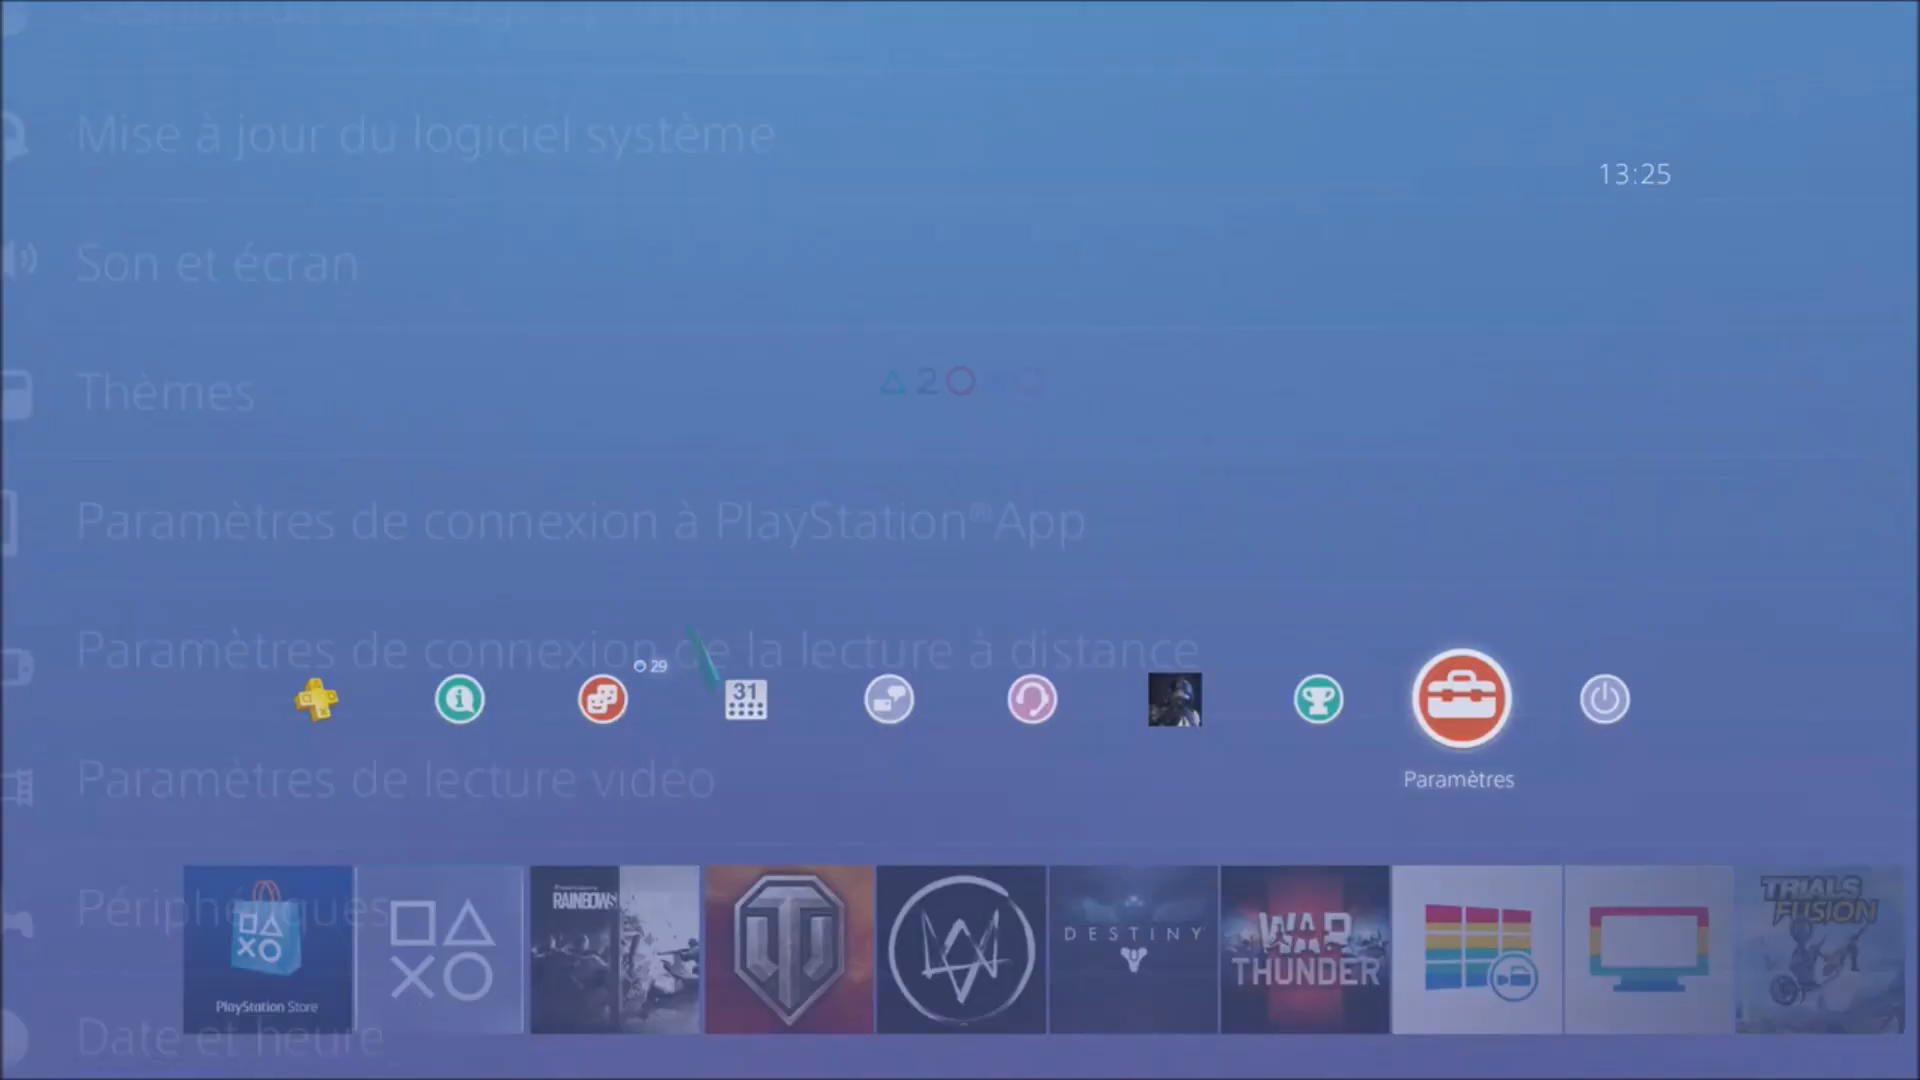 Mise à jour du logiciel système
13:25
Son et écran
2
Thèmes
Paramètres de connexion à PlayStation®App
Paramètres de connexion de la lecture à distance
29
31
Paramètres de lecture vidéo
Paramètres
Périphériques
RAINBOW
DESTINY
WAR
THUNDER
TRIALS
FUSION
PlayStation Store
Date et heure